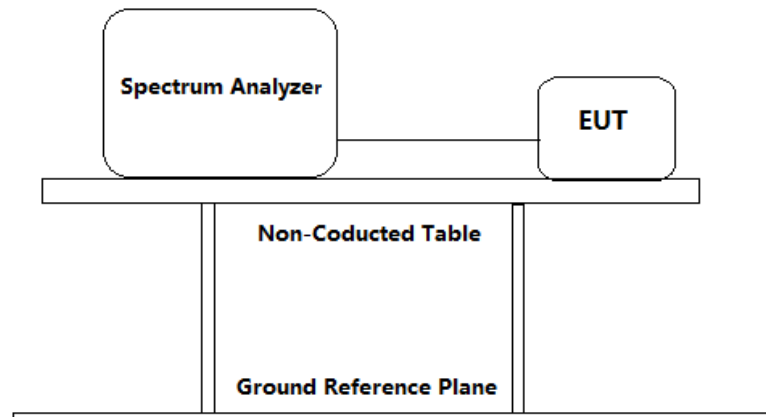 Spectrum Analyzer
EUT
Non-Coducted Table
Ground Reference Plane